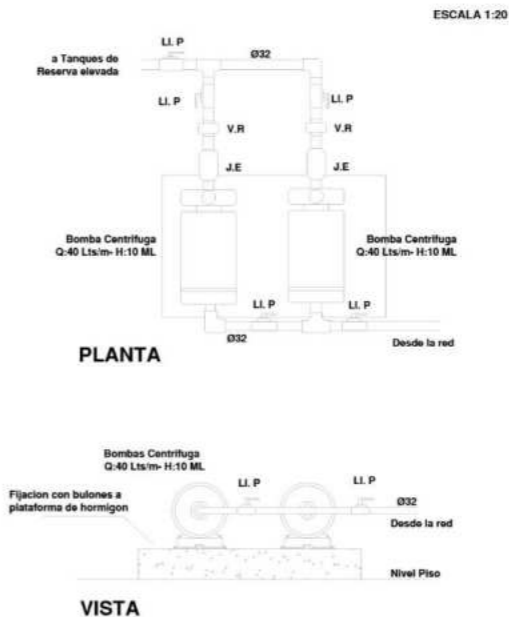 ESCALA 1:20
Ll. P
a Tanques de
Reserva elevada
Ø32
Ll. P
Ll. P
V.R
V.R
J.E
J.E
Bomba Centrifuga
Q:40 Lts/m- H:10 ML
Bomba Centrifuga
Q:40 Lts/m- H:10 ML
Ll. P
Ll. P
Ø32
Desde la red
PLANTA
Bombas Centrifuga
Q:40 Lts/m- H:10 ML
Ll. P
Ll. P
Fijacion con bulones a
plataforma de hormigon
Ø32
Desde la red
Nivel Piso
VISTA